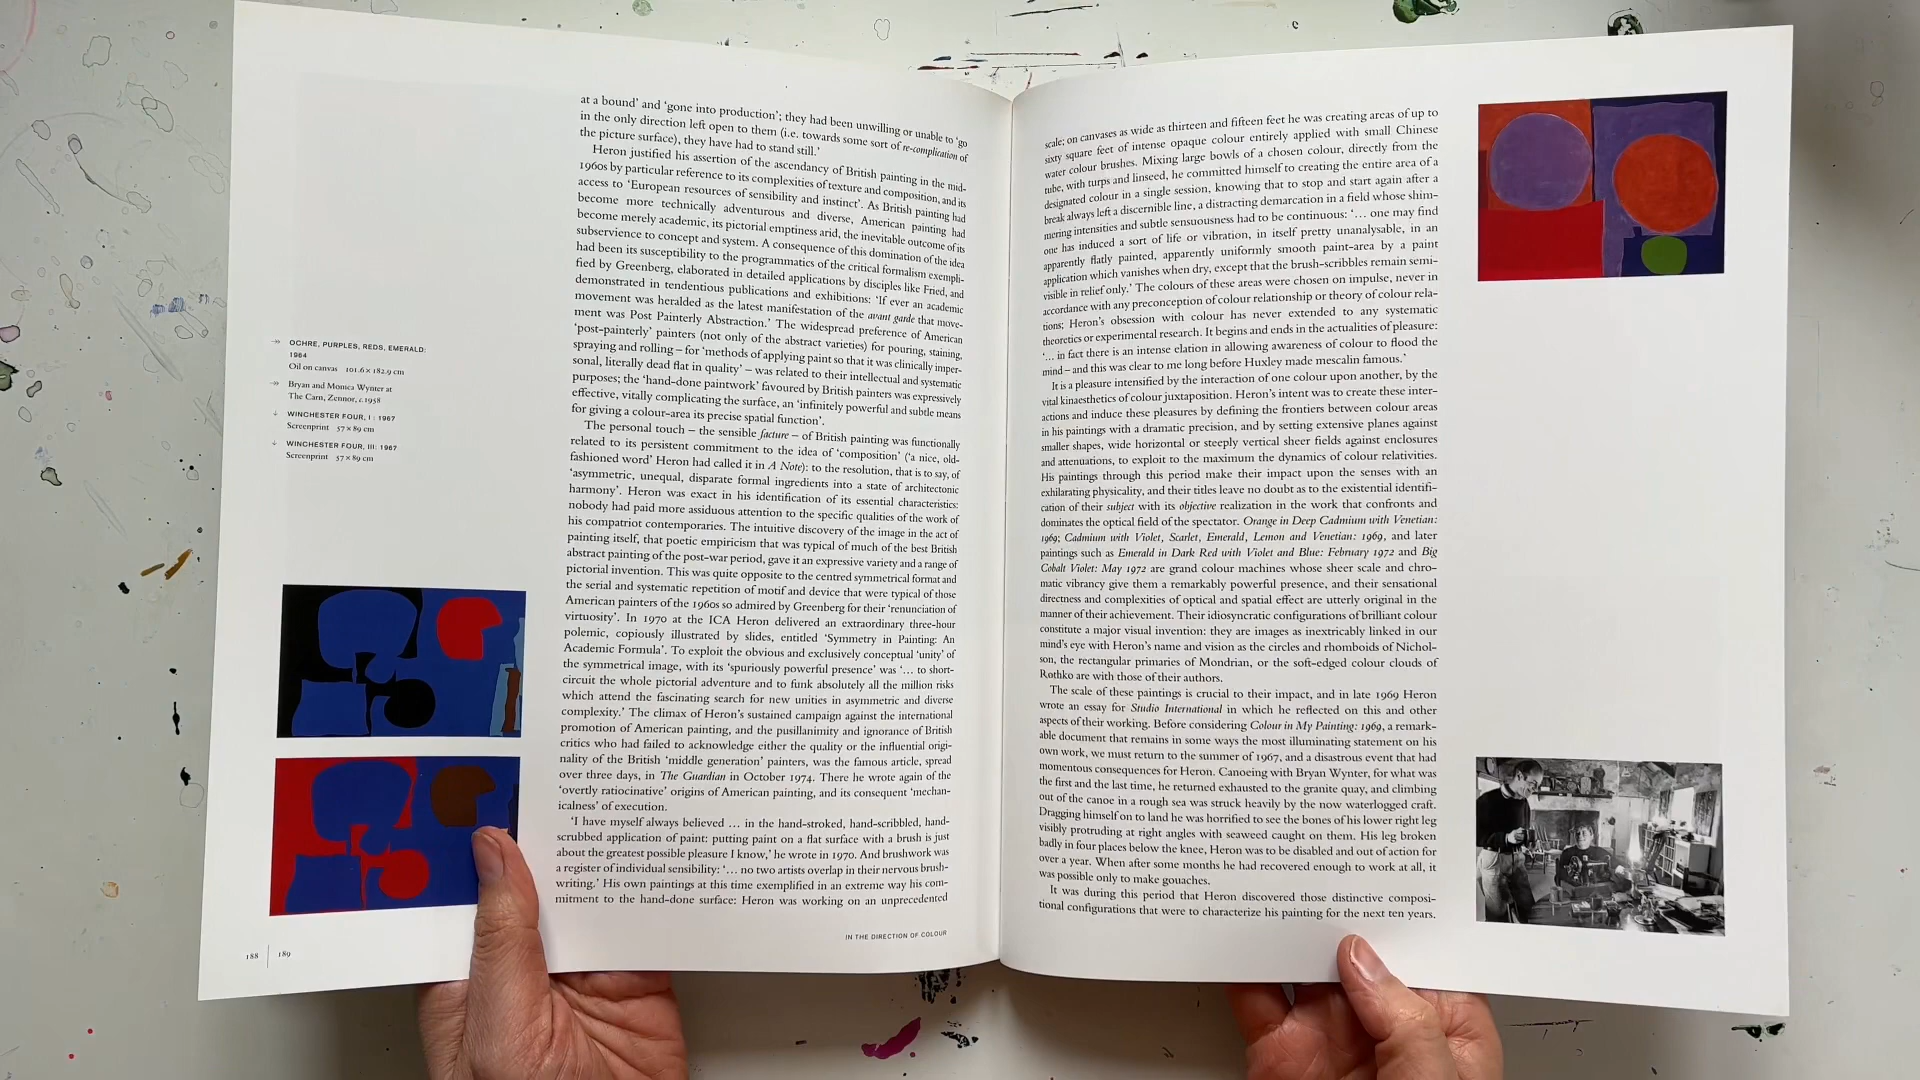 OCHRE, PURPLES, REDS, EMERALD:
1964
Oil on canvas 101.6 × 182.9 cm
Bryan and Monica Wynter at
The Carn, Zennor, c.1958
WINCHESTER FOUR, I: 1967
Screenprint 57 × 89 cm
WINCHESTER FOUR, III: 1967
Screenprint 57 × 89 cm
188 | 189
at a bound’ and ‘gone into production’; they had been unwilling or unable to ‘go
in the only direction left open to them (i.e. towards some sort of re-complication of
the picture surface), they have had to stand still.’
Heron justified his assertion of the ascendancy of British painting in the mid-
1960s by particular reference to its complexities of texture and composition, and its
access to ‘European resources of sensibility and instinct’. As British painting had
become more technically adventurous and diverse, American painting had
become merely academic, its pictorial emptiness arid, the inevitable outcome of its
subservience to concept and system. A consequence of this domination of the idea
had been its susceptibility to the programmatics of the critical formalism exempli-
fied by Greenberg, elaborated in detailed applications by disciples like Fried, and
demonstrated in tendentious publications and exhibitions: ‘If ever an academic
movement was heralded as the latest manifestation of the avant garde that move-
ment was Post Painterly Abstraction.’ The widespread preference of American
‘post-painterly’ painters (not only of the abstract varieties) for pouring, staining,
spraying and rolling – for ‘methods of applying paint so that it was clinically imper-
sonal, literally dead flat in quality’ – was related to their intellectual and systematic
purposes; the ‘hand-done paintwork’ favoured by British painters was expressively
effective, vitally complicating the surface, an ‘infinitely powerful and subtle means
for giving a colour-area its precise spatial function’.
The personal touch – the sensible facture – of British painting was functionally
related to its persistent commitment to the idea of ‘composition’ (‘a nice, old-
fashioned word’ Heron had called it in A Note): to the resolution, that is to say, of
‘asymmetric, unequal, disparate formal ingredients into a state of architectonic
harmony’. Heron was exact in his identification of its essential characteristics:
nobody had paid more assiduous attention to the specific qualities of the work of
his compatriot contemporaries. The intuitive discovery of the image in the act of
painting itself, that poetic empiricism that was typical of much of the best British
abstract painting of the post-war period, gave it an expressive variety and a range of
pictorial invention. This was quite opposite to the centred symmetrical format and
the serial and systematic repetition of motif and device that were typical of those
American painters of the 1960s so admired by Greenberg for their ‘renunciation of
virtuosity’. In 1970 at the ICA Heron delivered an extraordinary three-hour
polemic, copiously illustrated by slides, entitled ‘Symmetry in Painting: An
Academic Formula’. To exploit the obvious and exclusively conceptual ‘unity’ of
the symmetrical image, with its ‘spuriously powerful presence’ was ‘… to short-
circuit the whole pictorial adventure and to funk absolutely all the million risks
which attend the fascinating search for new unities in asymmetric and diverse
complexity.’ The climax of Heron’s sustained campaign against the international
promotion of American painting, and the pusillanimity and ignorance of British
critics who had failed to acknowledge either the quality or the influential origi-
nality of the British ‘middle generation’ painters, was the famous article, spread
over three days, in The Guardian in October 1974. There he wrote again of the
‘overtly ratiocinative’ origins of American painting, and its consequent ‘mechan-
icalness’ of execution.
‘I have myself always believed … in the hand-stroked, hand-scribbled, hand-
scrubbed application of paint: putting paint on a flat surface with a brush is just
about the greatest possible pleasure I know,’ he wrote in 1970. And brushwork was
a register of individual sensibility: ‘… no two artists overlap in their nervous brush-
writing.’ His own paintings at this time exemplified in an extreme way his com-
mitment to the hand-done surface: Heron was working on an unprecedented
IN THE DIRECTION OF COLOUR
scale; on canvases as wide as thirteen and fifteen feet he was creating areas of up to
sixty square feet of intense opaque colour entirely applied with small Chinese
water colour brushes. Mixing large bowls of a chosen colour, directly from the
tube, with turps and linseed, he committed himself to creating the entire area of a
designated colour in a single session, knowing that to stop and start again after a
break always left a discernible line, a distracting demarcation in a field whose shim-
mering intensities and subtle sensuousness had to be continuous: ‘… one may find
one has induced a sort of life or vibration, in itself pretty unanalysable, in an
apparently flatly painted, apparently uniformly smooth paint-area by a paint
application which vanishes when dry, except that the brush-scribbles remain semi-
visible in relief only.’ The colours of these areas were chosen on impulse, never in
accordance with any preconception of colour relationship or theory of colour rela-
tions; Heron’s obsession with colour has never extended to any systematic
theoretics or experimental research. It begins and ends in the actualities of pleasure:
‘… in fact there is an intense elation in allowing awareness of colour to flood the
mind – and this was clear to me long before Huxley made mescalin famous.’
It is a pleasure intensified by the interaction of one colour upon another, by the
vital kinaesthetics of colour juxtaposition. Heron’s intent was to create these inter-
actions and induce these pleasures by defining the frontiers between colour areas
in his paintings with a dramatic precision, and by setting extensive planes against
smaller shapes, wide horizontal or steeply vertical sheer fields against enclosures
and attenuations, to exploit to the maximum the dynamics of colour relativities.
His paintings through this period make their impact upon the senses with an
exhilarating physicality, and their titles leave no doubt as to the existential identifi-
cation of their subject with its objective realization in the work that confronts and
dominates the optical field of the spectator. Orange in Deep Cadmium with Venetian:
1969; Cadmium with Violet, Scarlet, Emerald, Lemon and Venetian: 1969, and later
paintings such as Emerald in Dark Red with Violet and Blue: February 1972 and Big
Cobalt Violet: May 1972 are grand colour machines whose sheer scale and chro-
matic vibrancy give them a remarkably powerful presence, and their sensational
directness and complexities of optical and spatial effect are utterly original in the
manner of their achievement. Their idiosyncratic configurations of brilliant colour
constitute a major visual invention: they are images as inextricably linked in our
mind’s eye with Heron’s name and vision as the circles and rhomboids of Nichol-
son, the rectangular primaries of Mondrian, or the soft-edged colour clouds of
Rothko are with those of their authors.
The scale of these paintings is crucial to their impact, and in late 1969 Heron
wrote an essay for Studio International in which he reflected on this and other
aspects of their working. Before considering Colour in My Painting: 1969, a remark-
able document that remains in some ways the most illuminating statement on his
own work, we must return to the summer of 1967, and a disastrous event that had
momentous consequences for Heron. Canoeing with Bryan Wynter, for what was
the first and the last time, he returned exhausted to the granite quay, and climbing
out of the canoe in a rough sea was struck heavily by the now waterlogged craft.
Dragging himself on to land he was horrified to see the bones of his lower right leg
visibly protruding at right angles with seaweed caught on them. His leg broken
badly in four places below the knee, Heron was to be disabled and out of action for
over a year. When after some months he had recovered enough to work at all, it
was possible only to make gouaches.
It was during this period that Heron discovered those distinctive composi-
tional configurations that were to characterize his painting for the next ten years.